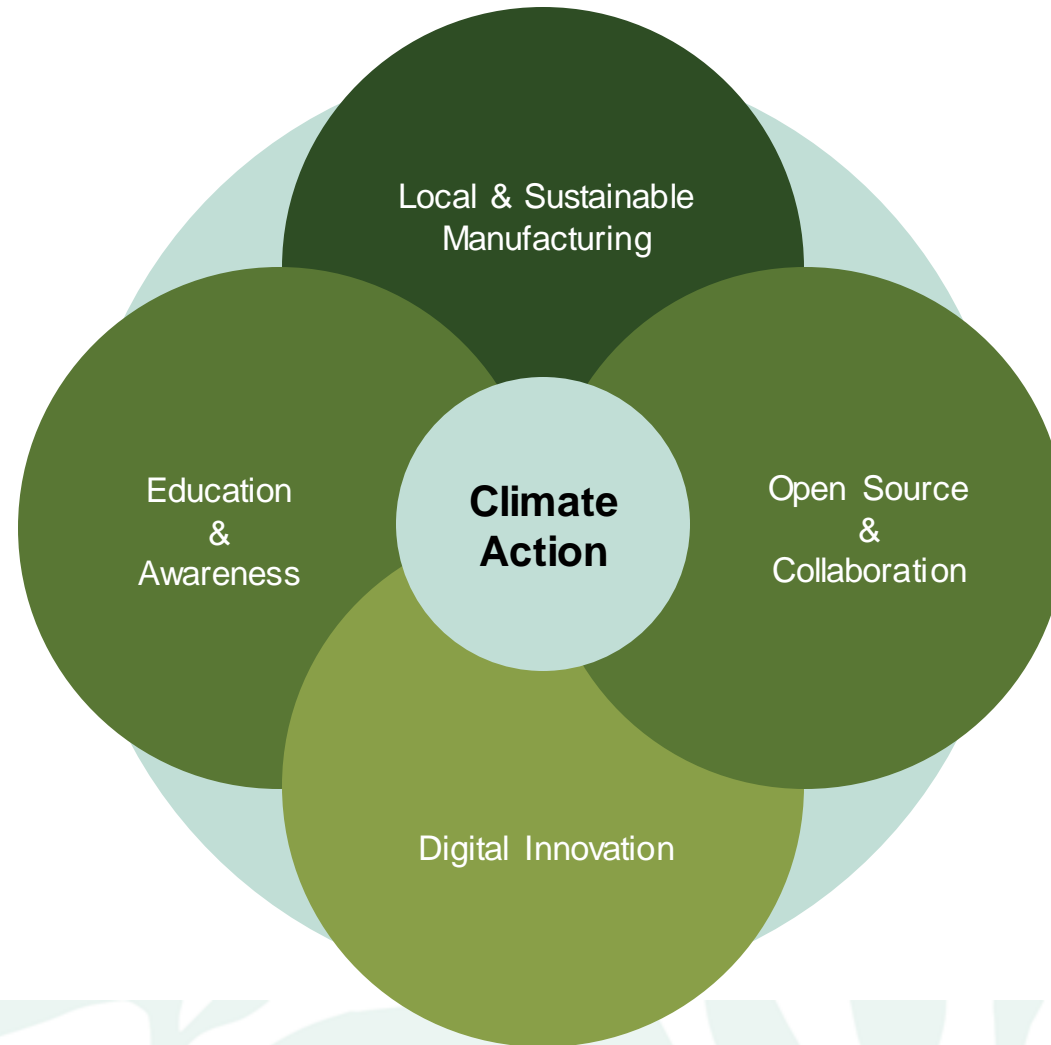 Local & Sustainable
Manufacturing
Education
&
Awareness
Climate
Action
Open Source
&
Collaboration
Digital Innovation